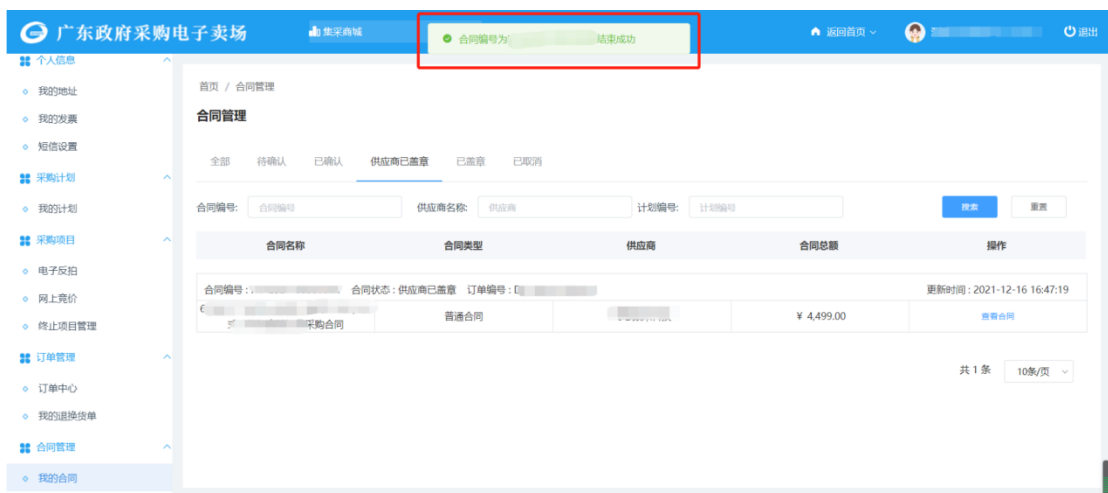 广东政府采购电子卖场
集采商城
合同编号为 结束成功
返回首页
退出
个人信息
我的地址
我的发票
短信设置
采购计划
我的计划
采购项目
电子反拍
网上竞价
终止项目管理
订单管理
订单中心
我的退换货单
合同管理
我的合同
首页 / 合同管理
合同管理
全部 待确认 已确认 供应商已盖章 已盖章 已取消
合同编号: 合同编号 供应商名称: 供应商 计划编号: 计划编号 搜索 重置
合同名称 合同类型 供应商 合同总额 操作
合同编号: 合同状态:供应商已盖章 订单编号:D 更新时间:2021-12-16 16:47:19
采购合同 普通合同 ¥ 4,499.00 查看合同
共 1 条 10条/页